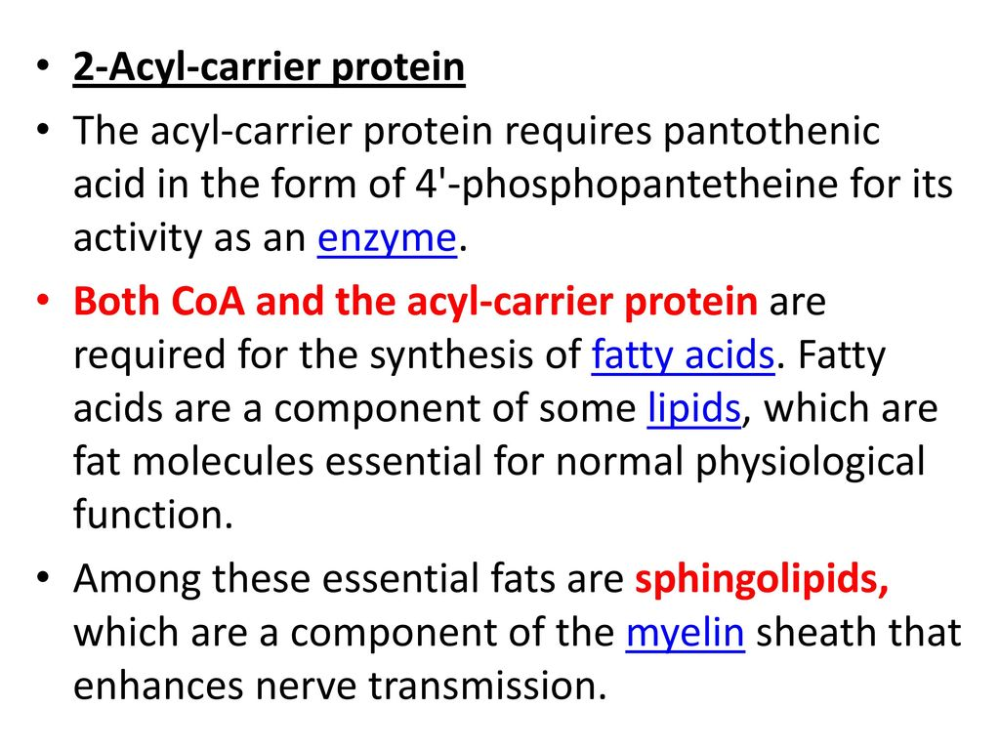 • 2-Acyl-carrier protein
• The acyl-carrier protein requires pantothenic
acid in the form of 4'-phosphopantetheine for its
activity as an enzyme.
• Both CoA and the acyl-carrier protein are
required for the synthesis of fatty acids. Fatty
acids are a component of some lipids, which are
fat molecules essential for normal physiological
function.
• Among these essential fats are sphingolipids,
which are a component of the myelin sheath that
enhances nerve transmission.